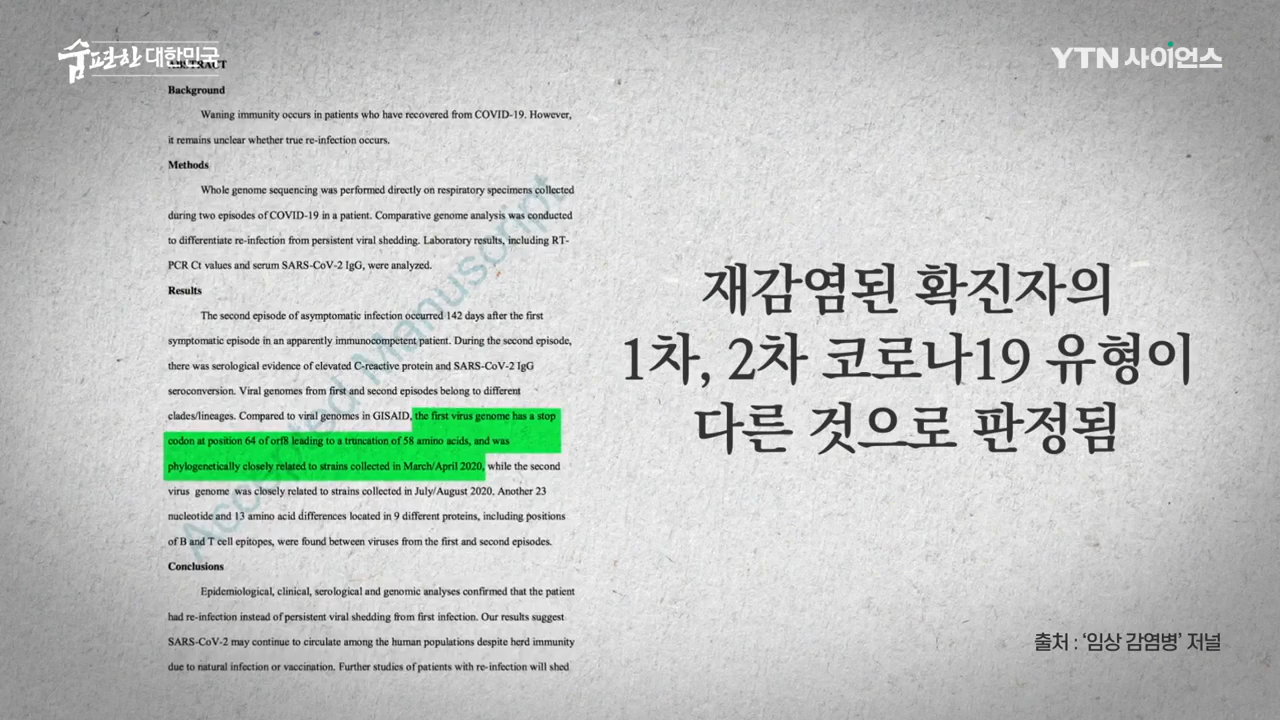 숨편한 대한민국
YTN 사이언스
ABSTRACT
Background
Waning immunity occurs in patients who have recovered from COVID-19. However,
it remains unclear whether true re-infection occurs.
Methods
Whole genome sequencing was performed directly on respiratory specimens collected
during two episodes of COVID-19 in a patient. Comparative genome analysis was conducted
to differentiate re-infection from persistent viral shedding. Laboratory results, including RT-
PCR Ct values and serum SARS-CoV-2 IgG, were analyzed.
Results
The second episode of asymptomatic infection occurred 142 days after the first
symptomatic episode in an apparently immunocompetent patient. During the second episode,
there was serological evidence of elevated C-reactive protein and SARS-CoV-2 IgG
seroconversion. Viral genomes from first and second episodes belong to different
clades/lineages. Compared to viral genomes in GISAID, the first virus genome has a stop
codon at position 64 of orf8 leading to a truncation of 58 amino acids, and was
phylogenetically closely related to strains collected in March/April 2020, while the second
virus genome was closely related to strains collected in July/August 2020. Another 23
nucleotide and 13 amino acid differences located in 9 different proteins, including positions
of B and T cell epitopes, were found between viruses from the first and second episodes.
Conclusions
Epidemiological, clinical, serological and genomic analyses confirmed that the patient
had re-infection instead of persistent viral shedding from first infection. Our results suggest
SARS-CoV-2 may continue to circulate among the human populations despite herd immunity
due to natural infection or vaccination. Further studies of patients with re-infection will shed
Accepted Manuscript
재감염된 확진자의
1차, 2차 코로나19 유형이
다른 것으로 판정됨
출처 : ‘임상 감염병’ 저널